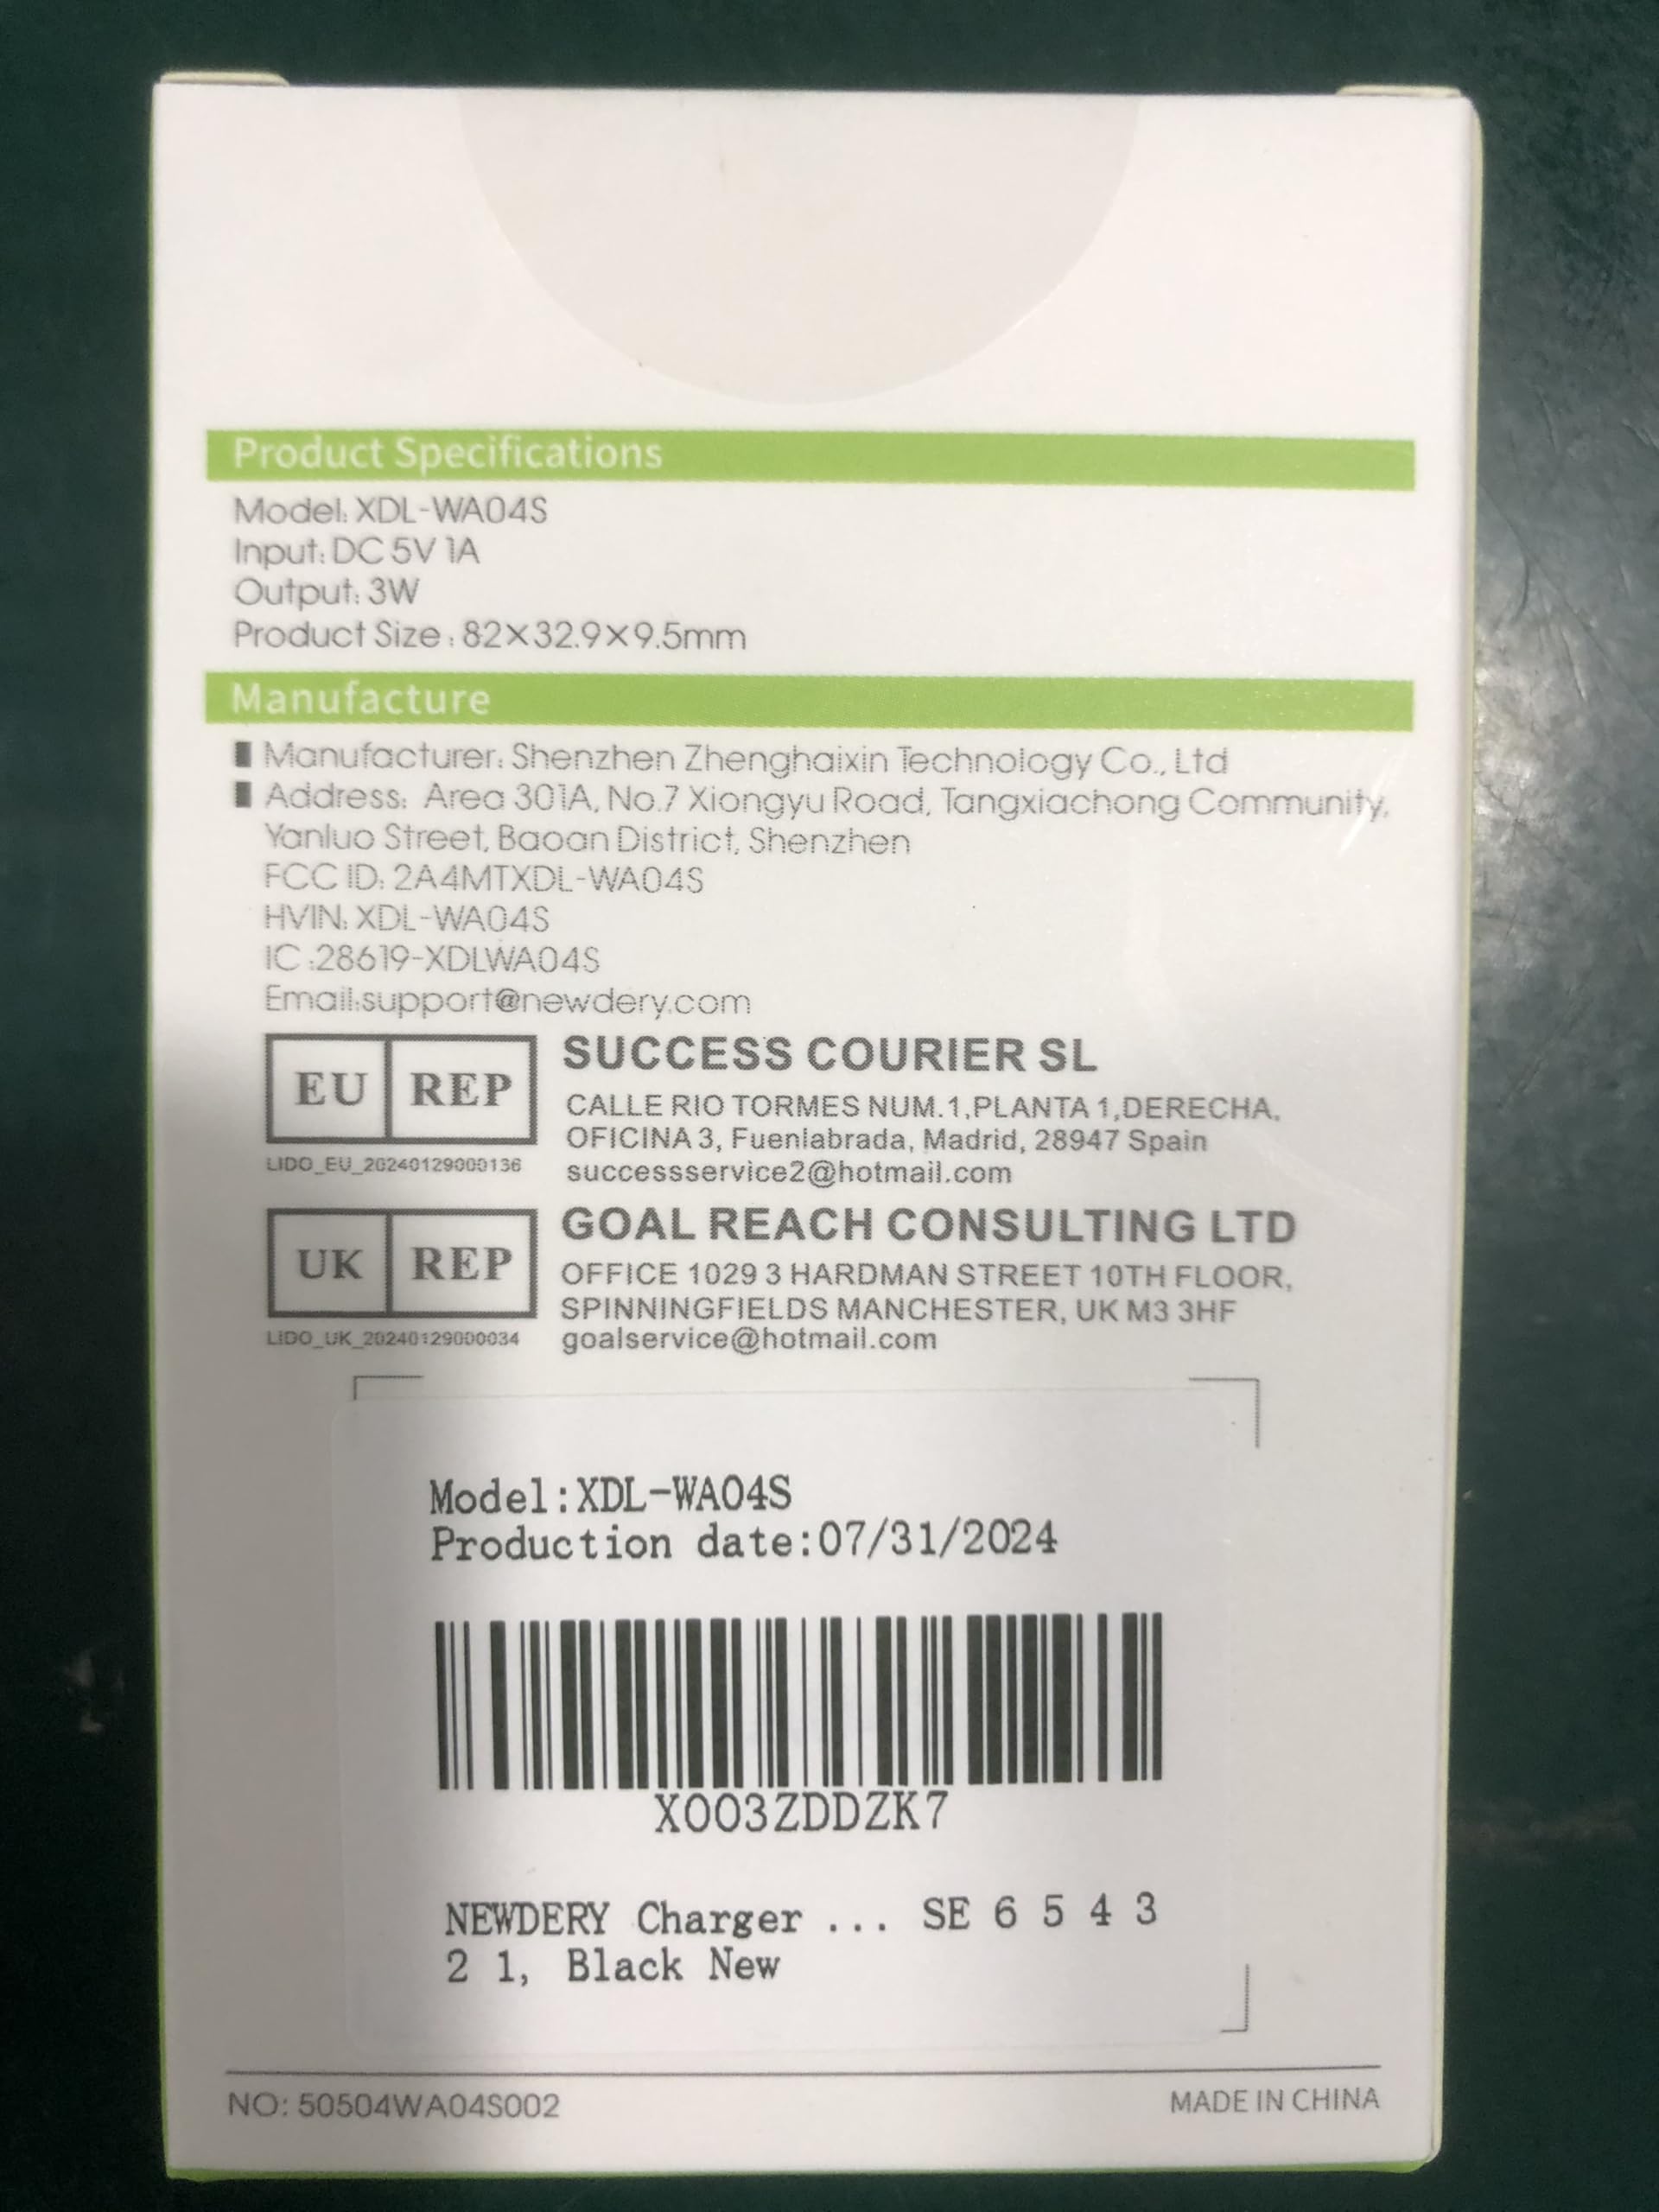 Product Specifications
Model: XDL-WA04S
Input: DC 5V 1A
Output: 3W
Product Size: 82×32.9×9.5mm
Manufacture
Manufacturer: Shenzhen Zhenghaixin Technology Co., Ltd
Address: Area 301A, No.7 Xiongyu Road, Tangxiachong Community,
Yanluo Street, Baoan District, Shenzhen
FCC ID: 2A4MTXDL-WA04S
HVIN: XDL-WA04S
IC :28619-XDLWA04S
Email:support@newdery.com
EU REP
SUCCESS COURIER SL
CALLE RIO TORMES NUM.1,PLANTA 1,DERECHA,
OFICINA 3, Fuenlabrada, Madrid, 28947 Spain
LIDO_EU_20240129000136
successservice2@hotmail.com
UK REP
GOAL REACH CONSULTING LTD
OFFICE 1029 3 HARDMAN STREET 10TH FLOOR,
SPINNINGFIELDS MANCHESTER, UK M3 3HF
LIDO_UK_20240129000034
goalservice@hotmail.com
Model:XDL-WA04S
Production date:07/31/2024
X003ZDDZK7
NEWDERY Charger ... SE 6 5 4 3
2 1, Black New
NO: 50504WA04S002
MADE IN CHINA